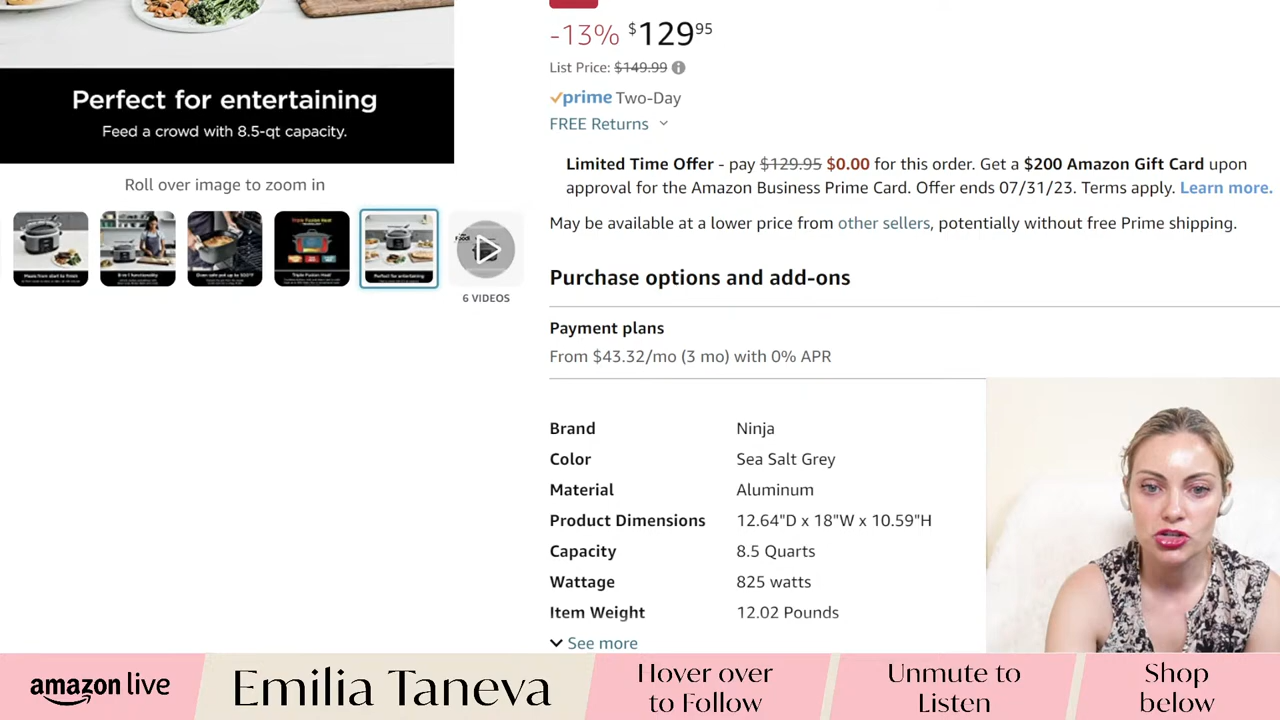 -13% $129.95
List Price: $149.99
prime Two-Day
FREE Returns
Perfect for entertaining
Feed a crowd with 8.5-qt capacity.
Roll over image to zoom in
Perfect for entertaining
6 VIDEOS
Limited Time Offer - pay $129.95 $0.00 for this order. Get a $200 Amazon Gift Card upon
approval for the Amazon Business Prime Card. Offer ends 07/31/23. Terms apply. Learn more.
May be available at a lower price from other sellers, potentially without free Prime shipping.
Purchase options and add-ons
Payment plans
From $43.32/mo (3 mo) with 0% APR
Brand Ninja
Color Sea Salt Grey
Material Aluminum
Product Dimensions 12.64"D x 18"W x 10.59"H
Capacity 8.5 Quarts
Wattage 825 watts
Item Weight 12.02 Pounds
See more
amazon live
Emilia Taneva
Hover over
to Follow
Unmute to
Listen
Shop
below